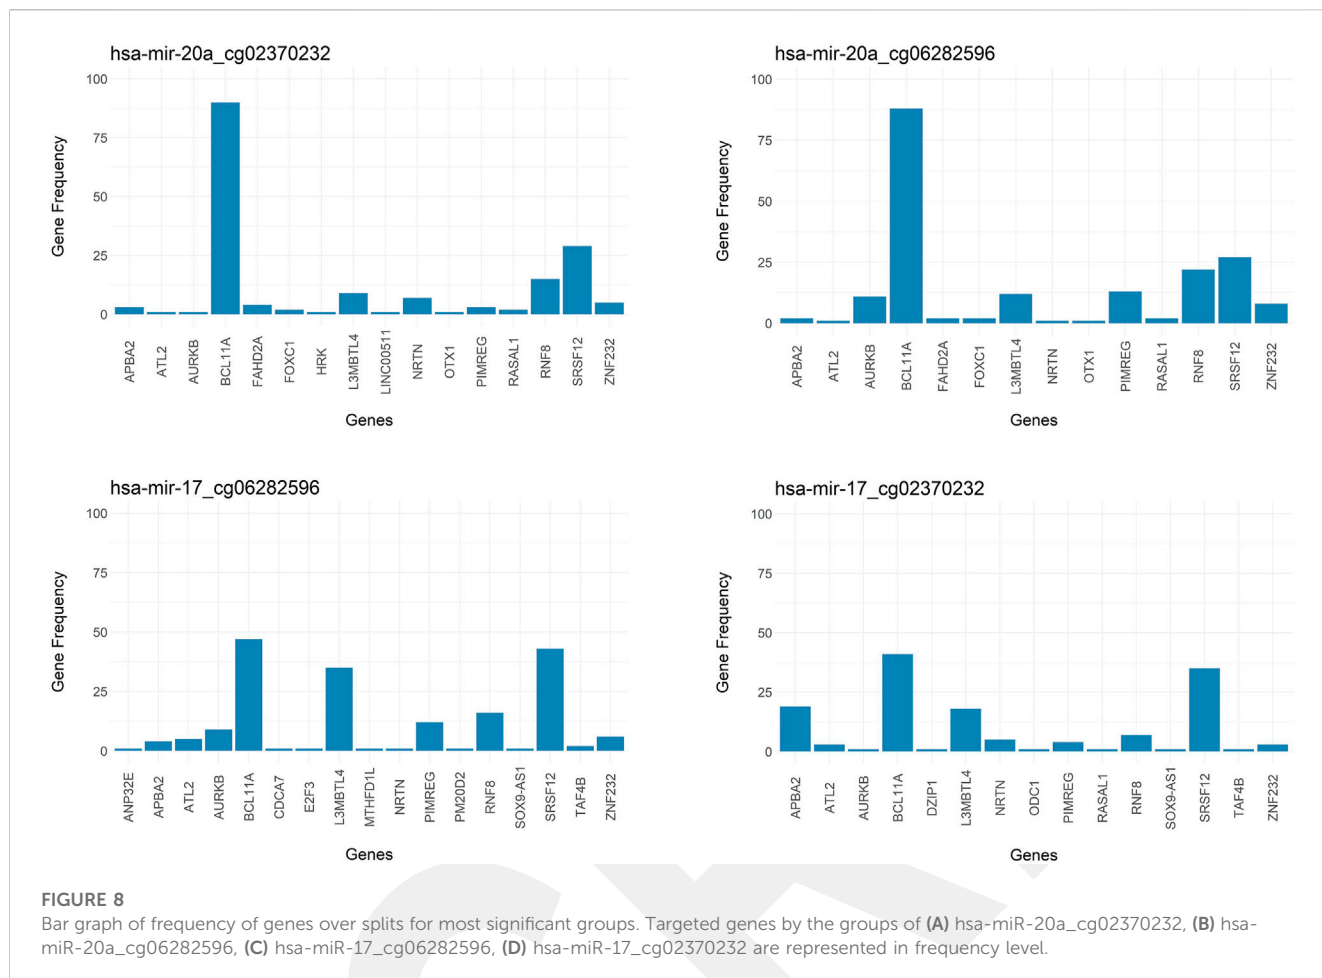 hsa-mir-20a_cg02370232
100
75
50
25
0
Gene Frequency
APBA2
ATL2
AURKB
BCL11A
FAHD2A
FOXC1
HRK
L3MBTL4
LINC00511
NRTN
OTX1
PIMREG
RASAL1
RNF8
SRSF12
ZNF232
Genes
hsa-mir-20a_cg06282596
100
75
50
25
0
Gene Frequency
APBA2
ATL2
AURKB
BCL11A
FAHD2A
FOXC1
L3MBTL4
NRTN
OTX1
PIMREG
RASAL1
RNF8
SRSF12
ZNF232
Genes
hsa-mir-17_cg06282596
100
75
50
25
0
Gene Frequency
ANP32E
APBA2
ATL2
AURKB
BCL11A
CDCA7
E2F3
L3MBTL4
MTHFD1L
NRTN
PIMREG
PM20D2
RNF8
SOX9-AS1
SRSF12
TAF4B
ZNF232
Genes
hsa-mir-17_cg02370232
100
75
50
25
0
Gene Frequency
APBA2
ATL2
AURKB
BCL11A
DZIP1
L3MBTL4
NRTN
ODC1
PIMREG
RASAL1
RNF8
SOX9-AS1
SRSF12
TAF4B
ZNF232
Genes
FIGURE 8
Bar graph of frequency of genes over splits for most significant groups. Targeted genes by the groups of (A) hsa-miR-20a_cg02370232, (B) hsa-
miR-20a_cg06282596, (C) hsa-miR-17_cg06282596, (D) hsa-miR-17_cg02370232 are represented in frequency level.